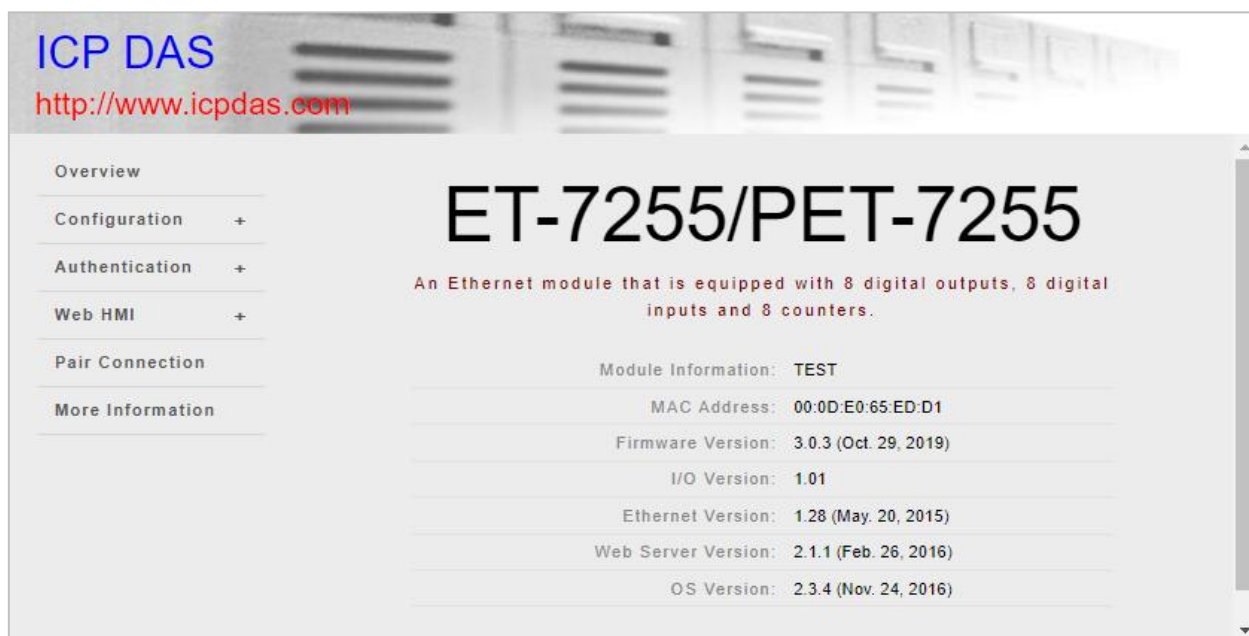 ICP DAS
http://www.icpdas.com
Overview
Configuration +
Authentication +
Web HMI +
Pair Connection
More Information
ET-7255/PET-7255
An Ethernet module that is equipped with 8 digital outputs, 8 digital
inputs and 8 counters.
Module Information: TEST
MAC Address: 00:0D:E0:65:ED:D1
Firmware Version: 3.0.3 (Oct. 29, 2019)
I/O Version: 1.01
Ethernet Version: 1.28 (May. 20, 2015)
Web Server Version: 2.1.1 (Feb. 26, 2016)
OS Version: 2.3.4 (Nov. 24, 2016)